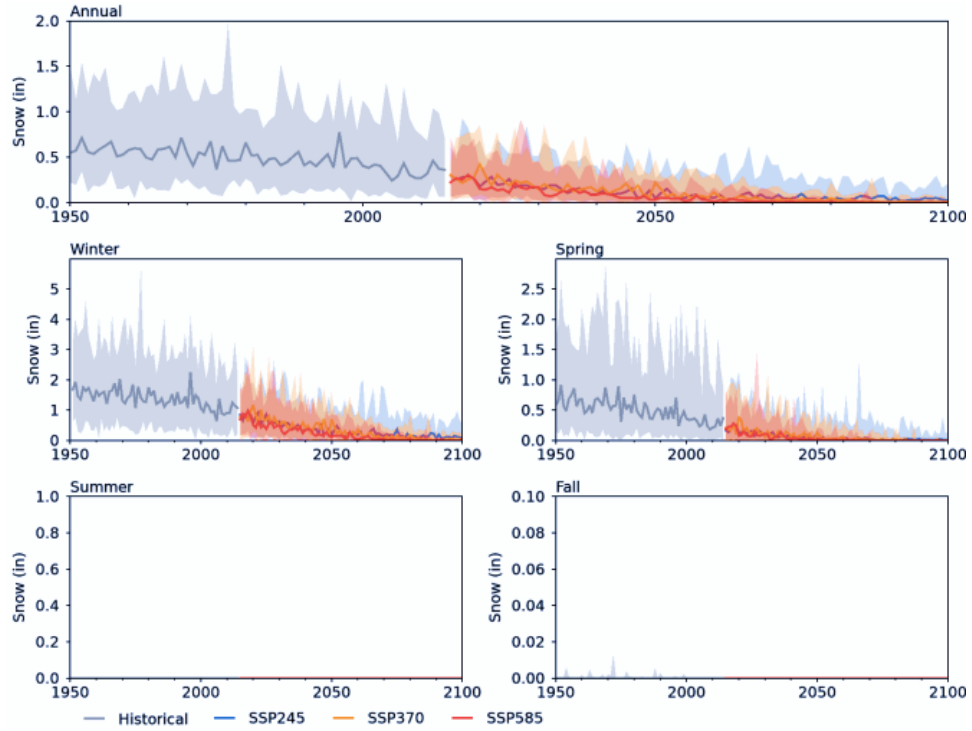 Annual
Snow (in)
2.0
1.5
1.0
0.5
0.0
1950 2000 2050 2100
Winter
Snow (in)
5
4
3
2
1
0
1950 2000 2050 2100
Spring
Snow (in)
2.5
2.0
1.5
1.0
0.5
0.0
1950 2000 2050 2100
Summer
Snow (in)
1.0
0.8
0.6
0.4
0.2
0.0
1950 2000 2050 2100
Fall
Snow (in)
0.10
0.08
0.06
0.04
0.02
0.00
1950 2000 2050 2100
Historical SSP245 SSP370 SSP585